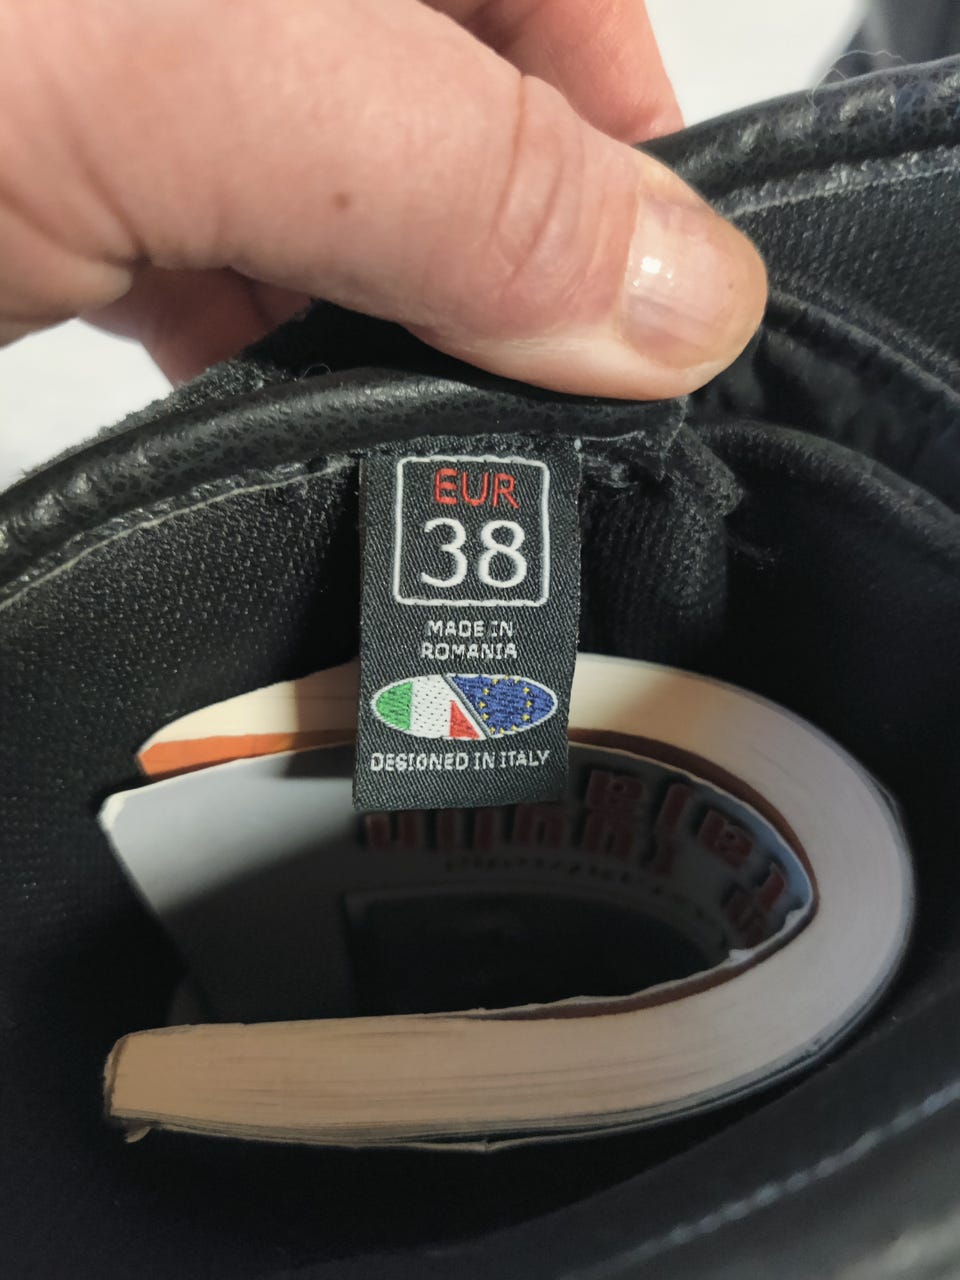 EUR
38
MADE IN
ROMANIA
DESIGNED IN ITALY